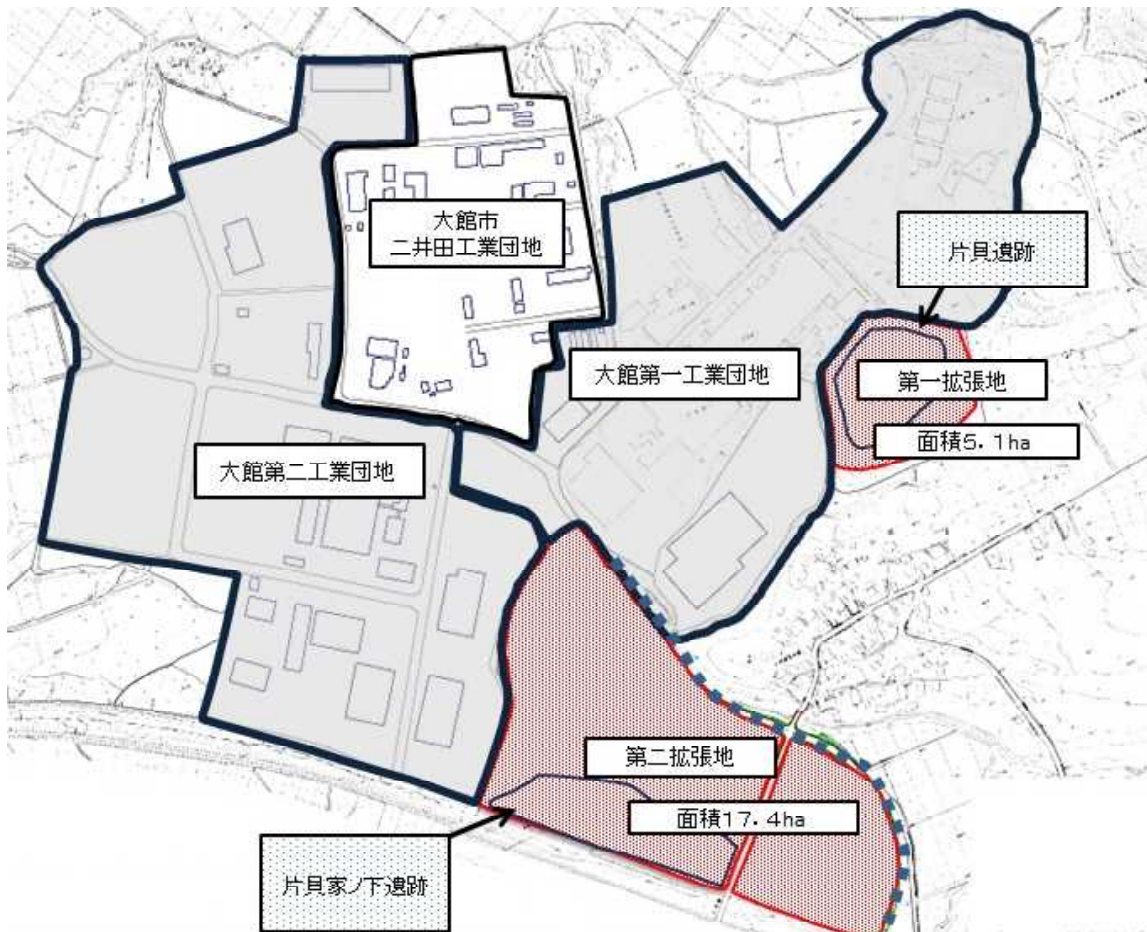 大館市
二井田工業団地
片貝遺跡
大館第一工業団地
第一拡張地
面積5.1ha
大館第二工業団地
第二拡張地
面積17.4ha
片貝家ノ下遺跡